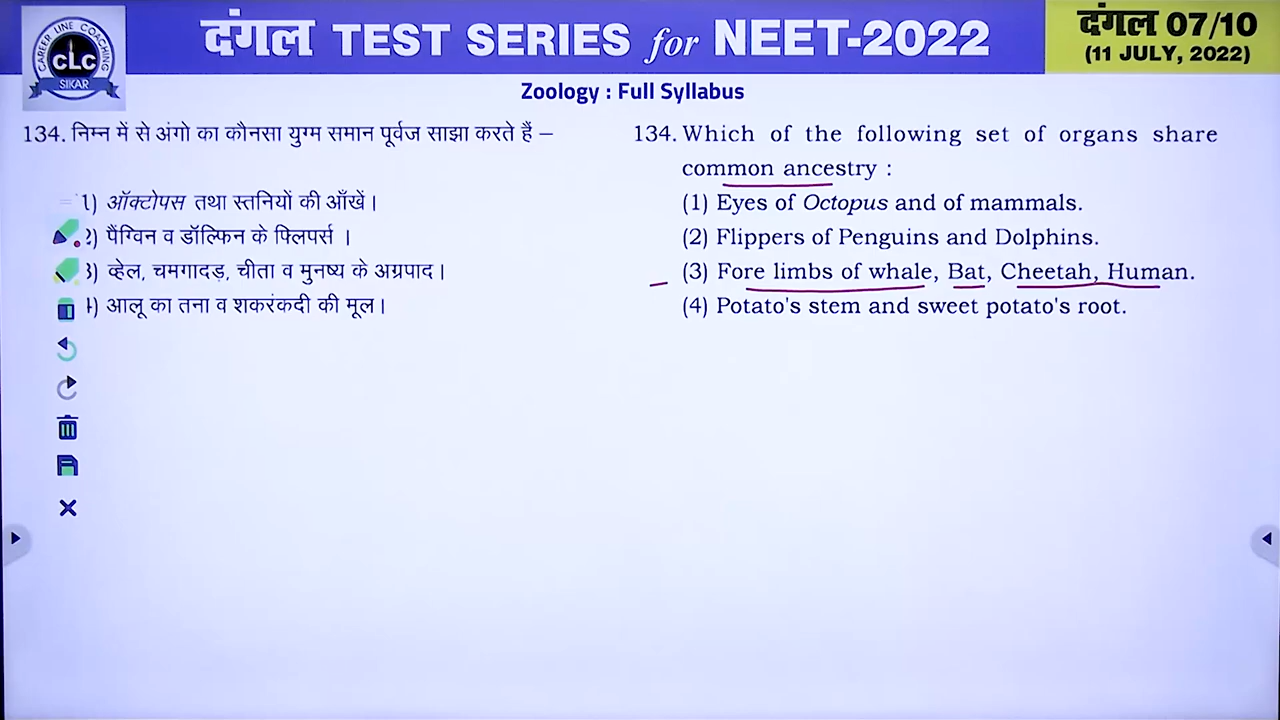 CAREER LINE COACHING
CLC
SIKAR
दंगल TEST SERIES for NEET-2022
दंगल 07/10
(11 JULY, 2022)
Zoology : Full Syllabus
134. निम्न में से अंगो का कौनसा युग्म समान पूर्वज साझा करते हैं –
1) ऑक्टोपस तथा स्तनियों की आँखें।
2) पैंग्विन व डॉल्फिन के फ्लिपर्स ।
3) व्हेल, चमगादड़, चीता व मुनष्य के अग्रपाद।
4) आलू का तना व शकरंकदी की मूल।
134. Which of the following set of organs share
common ancestry :
(1) Eyes of Octopus and of mammals.
(2) Flippers of Penguins and Dolphins.
(3) Fore limbs of whale, Bat, Cheetah, Human.
(4) Potato's stem and sweet potato's root.